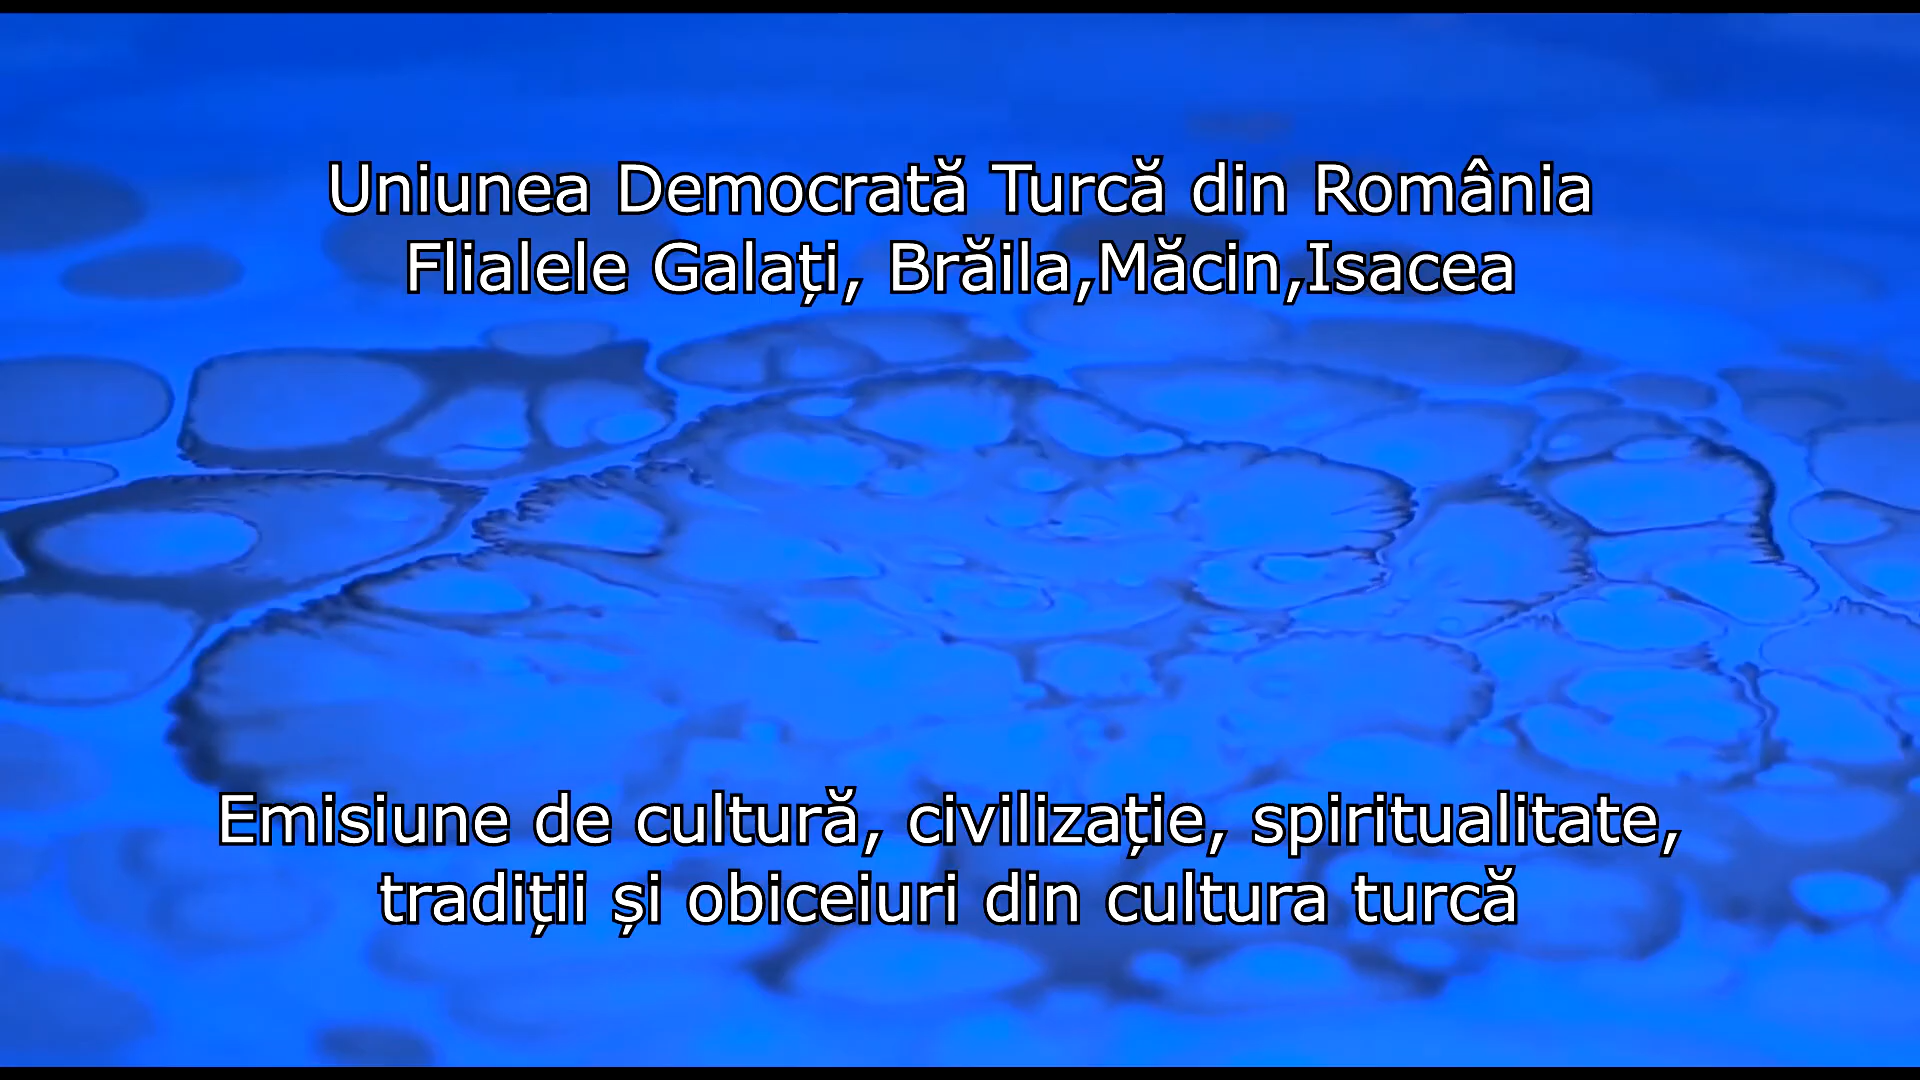 Uniunea Democrată Turcă din România
Flialele Galați, Brăila,Măcin,Isacea
Emisiune de cultură, civilizație, spiritualitate,
tradiții și obiceiuri din cultura turcă